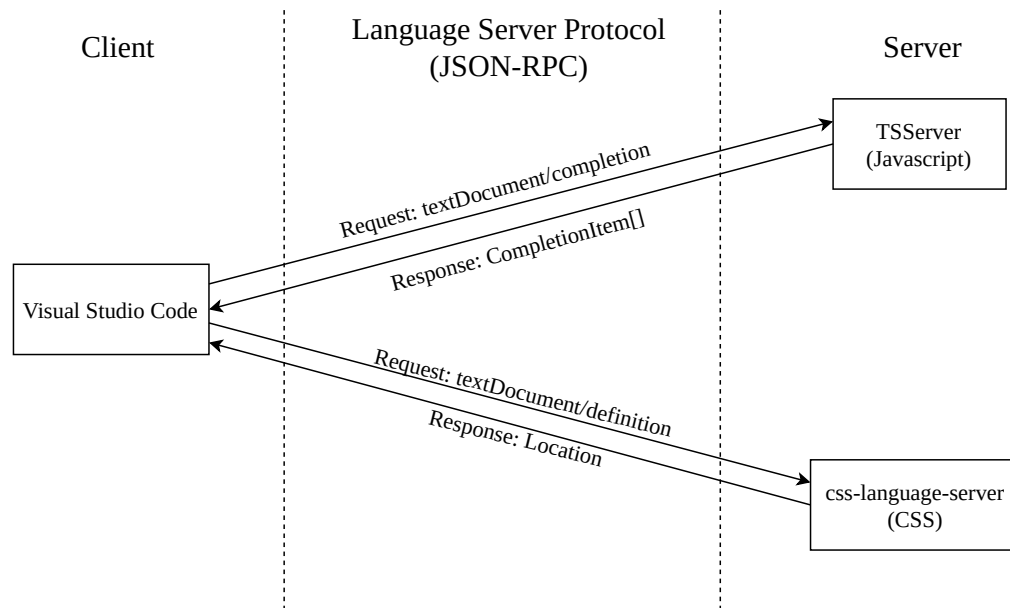 Client
Language Server Protocol
(JSON-RPC)
Server
TSServer
(Javascript)
Request: textDocument/completion
Response: CompletionItem[]
Visual Studio Code
Request: textDocument/definition
Response: Location
css-language-server
(CSS)